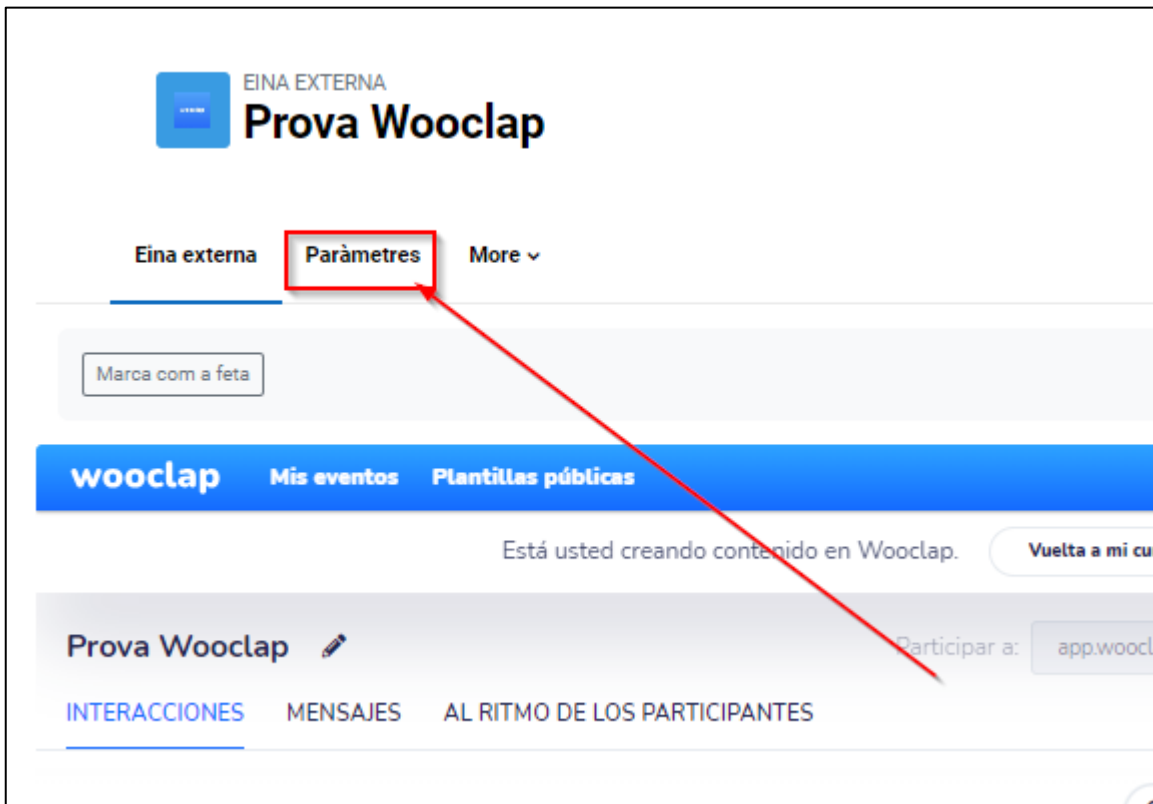 EINA EXTERNA
Prova Wooclap
Eina externa Paràmetres More
Marca com a feta
wooclap Mis eventos Plantillas públicas
Está usted creando contenido en Wooclap. Vuelta a mi cu
Prova Wooclap Participar a: app.woocl
INTERACCIONES MENSAJES AL RITMO DE LOS PARTICIPANTES